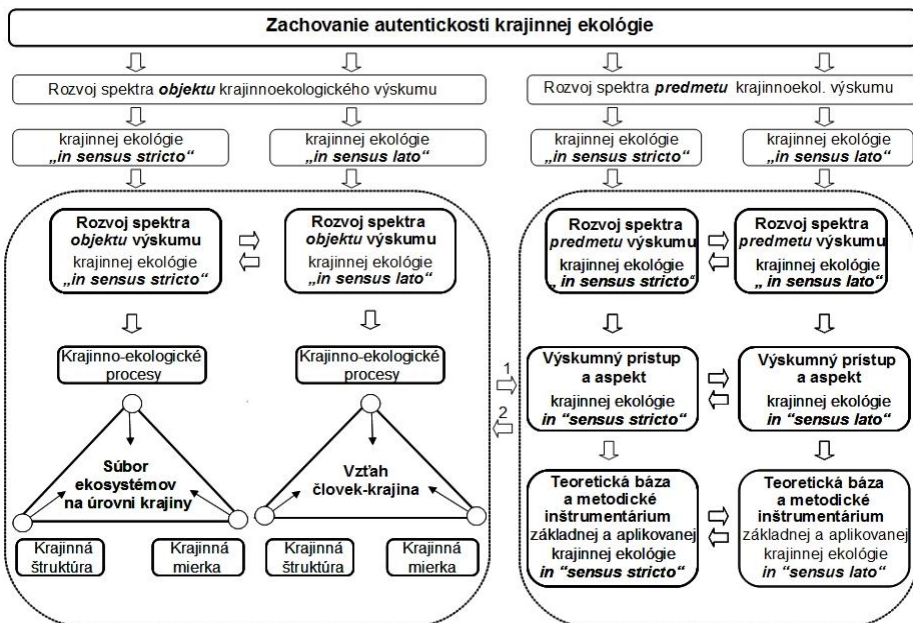 Zachovanie autentickosti krajinnej ekológie
Rozvoj spektra objektu krajinnoekologického výskumu
Rozvoj spektra predmetu krajinnoekol. výskumu
krajinnej ekológie
„in sensus stricto“
krajinnej ekológie
„in sensus lato“
krajinnej ekológie
„in sensus stricto“
krajinnej ekológie
„in sensus lato“
Rozvoj spektra
objektu výskumu
krajinnej ekológie
„in sensus stricto“
Rozvoj spektra
objektu výskumu
krajinnej ekológie
„in sensus lato“
Krajinno-ekologické
procesy
Krajinno-ekologické
procesy
Súbor
ekosystémov
na úrovni krajiny
Vzťah
človek-krajina
Krajinná
štruktúra
Krajinná
mierka
Krajinná
štruktúra
Krajinná
mierka
1
2
Rozvoj spektra
predmetu výskumu
krajinnej ekológie
„ in sensus stricto“
Rozvoj spektra
predmetu výskumu
krajinnej ekológie
„ in sensus lato“
Výskumný prístup
a aspekt
krajinnej ekológie
in “sensus stricto“
Výskumný prístup
a aspekt
krajinnej ekológie
in “sensus lato“
Teoretická báza
a metodické
inštrumentárium
základnej a aplikovanej
krajinnej ekológie
in “sensus stricto“
Teoretická báza
a metodické
inštrumentárium
základnej a aplikovanej
krajinnej ekológie
in “sensus lato“